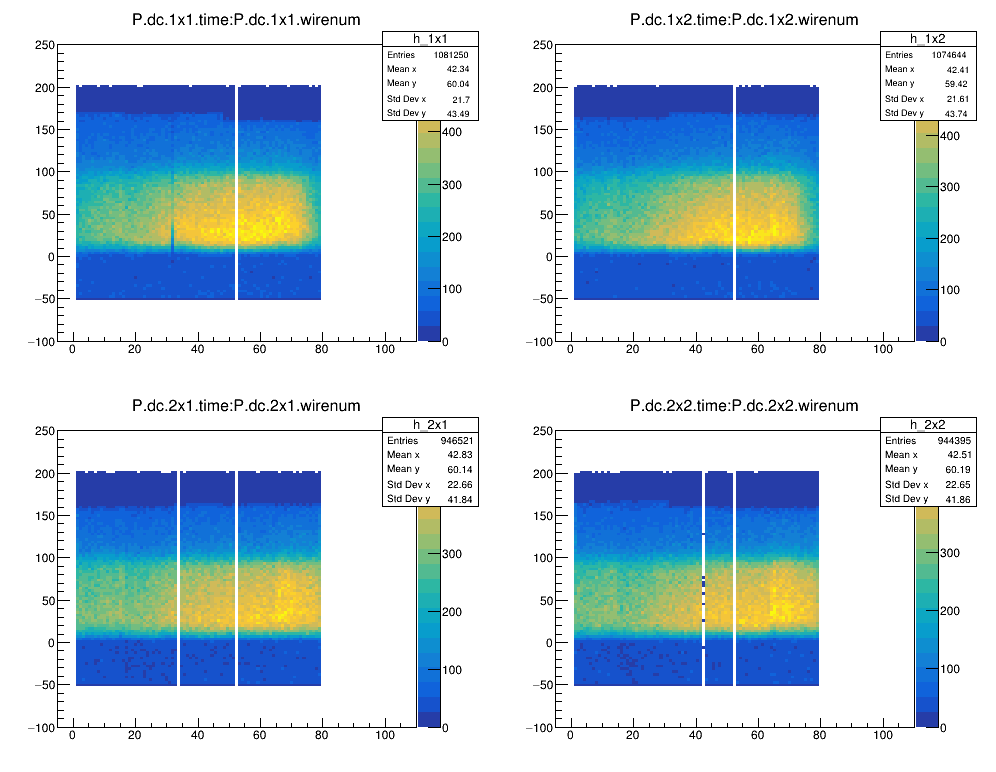 P.dc.1x1.time:P.dc.1x1.wirenum
h_1x1
Entries 1081250
Mean x 42.34
Mean y 60.04
Std Dev x 21.7
Std Dev y 43.49
250
200
150
100
50
0
−50
−100
0 20 40 60 80 100
400
300
200
100
0
P.dc.1x2.time:P.dc.1x2.wirenum
h_1x2
Entries 1074644
Mean x 42.41
Mean y 59.42
Std Dev x 21.61
Std Dev y 43.74
250
200
150
100
50
0
−50
−100
0 20 40 60 80 100
400
300
200
100
0
P.dc.2x1.time:P.dc.2x1.wirenum
h_2x1
Entries 946521
Mean x 42.83
Mean y 60.14
Std Dev x 22.66
Std Dev y 41.84
250
200
150
100
50
0
−50
−100
0 20 40 60 80 100
300
200
100
0
P.dc.2x2.time:P.dc.2x2.wirenum
h_2x2
Entries 944395
Mean x 42.51
Mean y 60.19
Std Dev x 22.65
Std Dev y 41.86
250
200
150
100
50
0
−50
−100
0 20 40 60 80 100
300
200
100
0